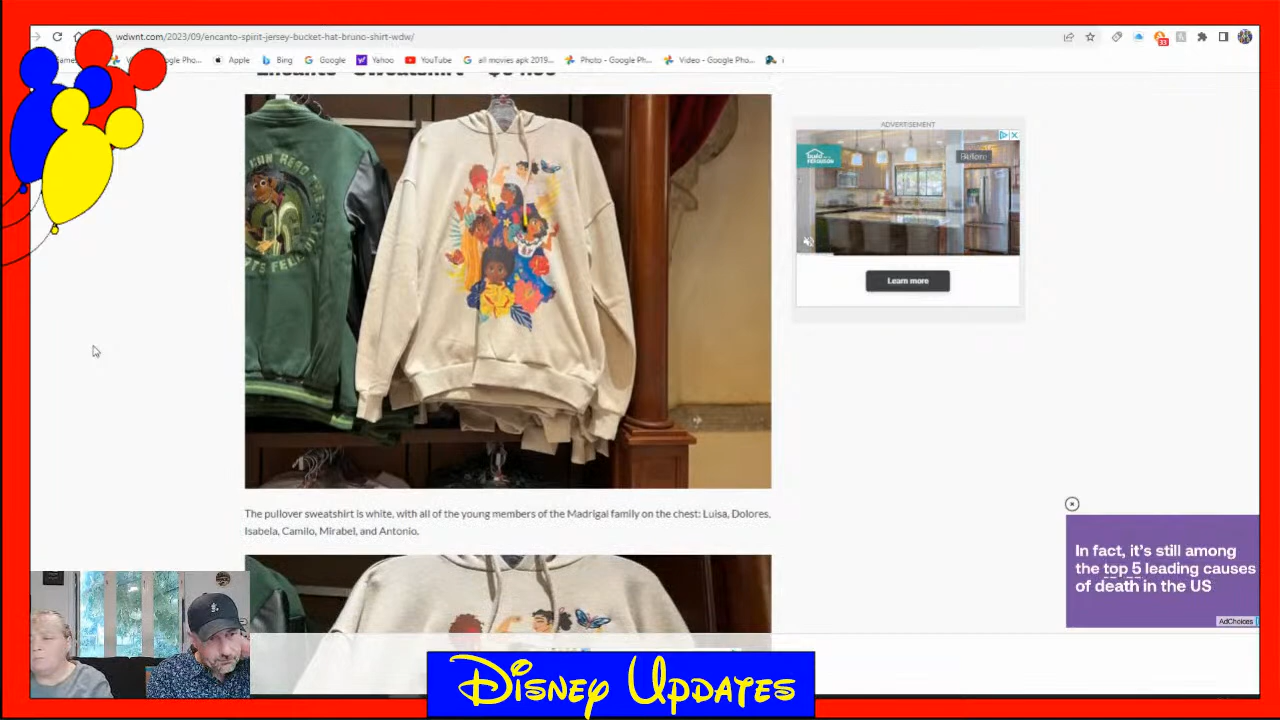 wdwnt.com/2023/09/encanto-spirit-jersey-bucket-hat-bruno-shirt-wdw/
Apple Bing Google Yahoo YouTube all movies apk 2019... Photo - Google Ph... Video - Google Pho...
ADVERTISEMENT
Before
Learn more
The pullover sweatshirt is white, with all of the young members of the Madrigal family on the chest: Luisa, Dolores,
Isabela, Camilo, Mirabel, and Antonio.
In fact, it's still among
the top 5 leading causes
of death in the US
AdChoices
Disney Updates